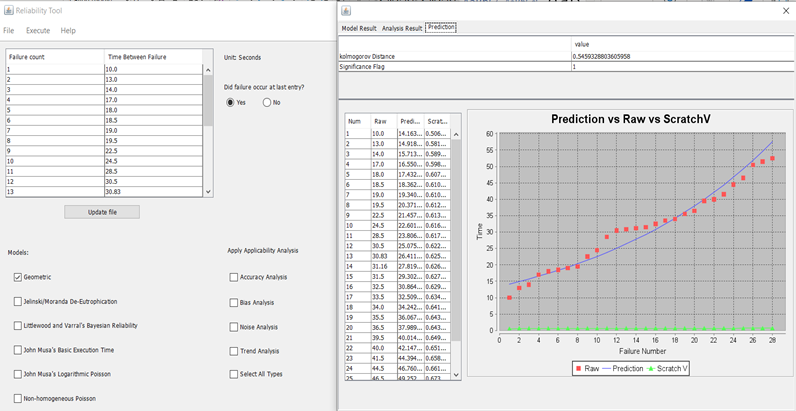 Reliability Tool
File Execute Help
Failure count Time Between Failure
1 10.0
2 13.0
3 14.0
4 17.0
5 18.0
6 18.5
7 19.0
8 19.5
9 22.5
10 24.5
11 28.5
12 30.5
13 30.83
Unit: Seconds
Did failure occur at last entry?
Yes No
Update file
Models:
Geometric
Jelinski/Moranda De-Eutrophication
Littlewood and Varral's Bayesian Reliability
John Musa's Basic Execution Time
John Musa's Logarithmic Poisson
Non-homogeneous Poisson
Apply Applicability Analysis
Accuracy Analysis
Bias Analysis
Noise Analysis
Trend Analysis
Select All Types
Model Result Analysis Result Prediction
value
kolmogorov Distance 0.5459328803605958
Significance Flag 1
Num Raw Predi... Scrat...
1 10.0 14.163... 0.506...
2 13.0 14.918... 0.581...
3 14.0 15.713... 0.589...
4 17.0 16.550... 0.598...
5 18.0 17.432... 0.607...
6 18.5 18.362... 0.610...
7 19.0 19.340... 0.610...
8 19.5 20.371... 0.612...
9 22.5 21.457... 0.613...
10 24.5 22.601... 0.616...
11 28.5 23.806... 0.617...
12 30.5 25.075... 0.622...
13 30.83 26.411... 0.625...
14 31.16 27.819... 0.626...
15 31.5 29.302... 0.627...
16 32.5 30.864... 0.629...
17 33.5 32.509... 0.634...
18 34.0 34.242... 0.641...
19 35.5 36.067... 0.643...
20 36.5 37.989... 0.643...
21 39.5 40.014... 0.649...
22 40.0 42.147... 0.651...
23 41.5 44.394... 0.658...
24 44.5 46.760... 0.661...
25 46.5 49.252... 0.673...
Prediction vs Raw vs ScratchV
60
55
50
45
40
35
30
25
20
15
10
5
0
Time
0 2 4 6 8 10 12 14 16 18 20 22 24 26 28
Failure Number
Raw Prediction Scratch V